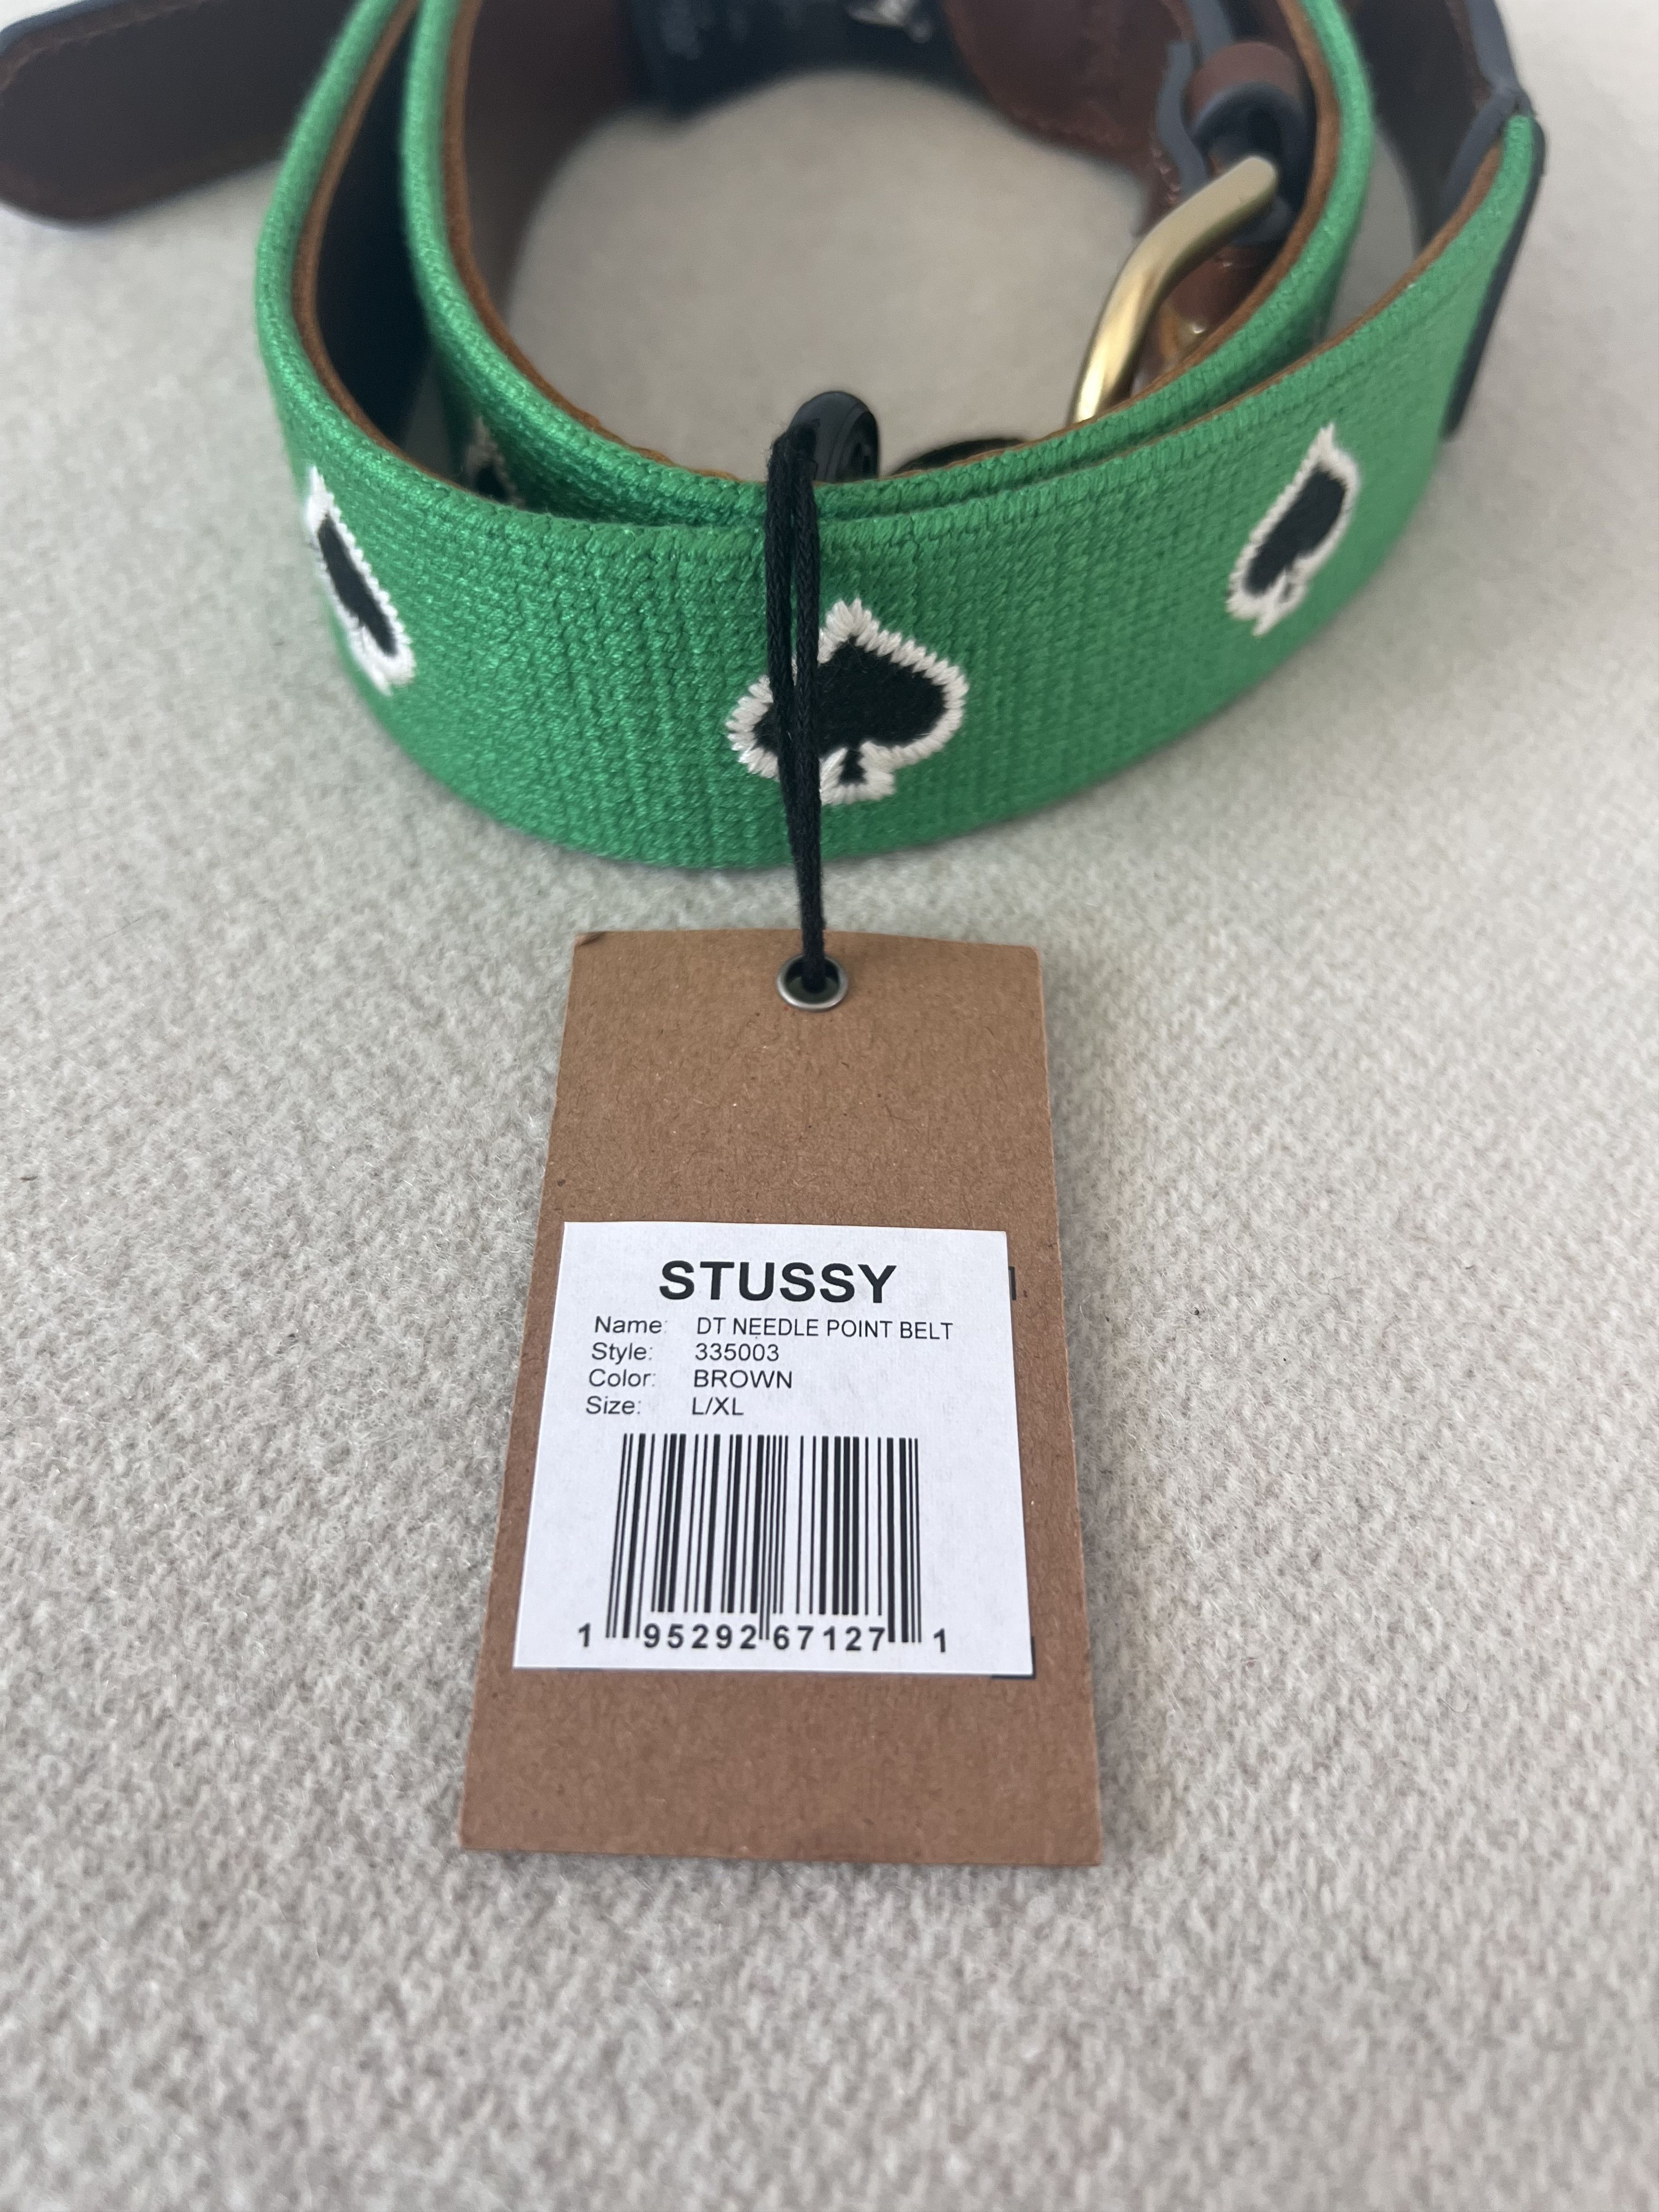 STUSSY
Name: DT NEEDLE POINT BELT
Style: 335003
Color: BROWN
Size: L/XL
1 95292 67127 1